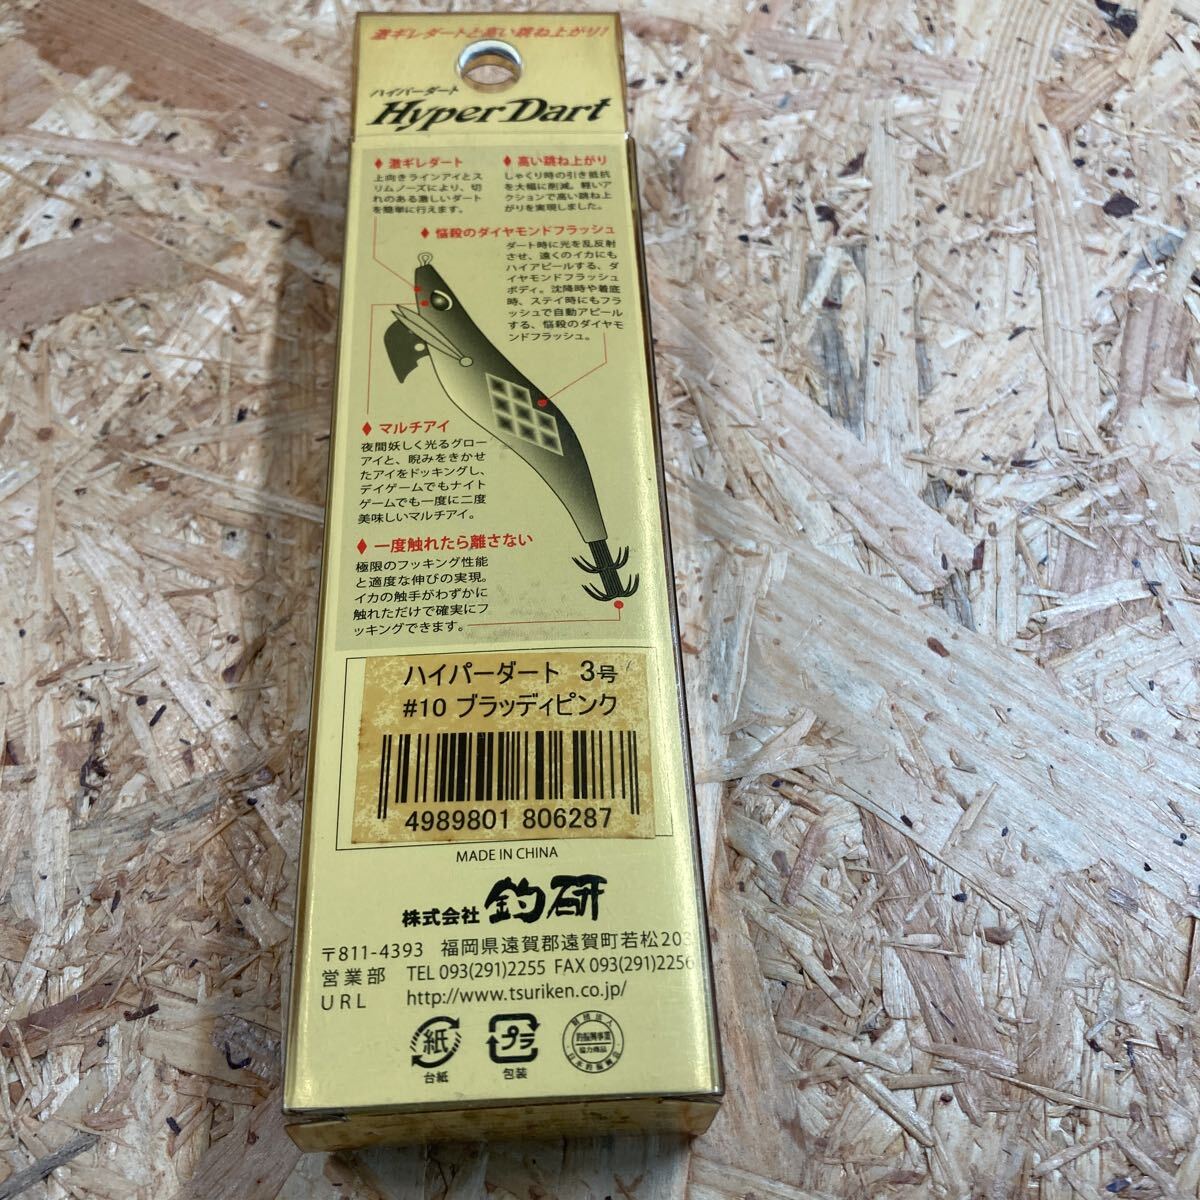 激ギレダートと高い跳ね上がり!
ハイパーダート
Hyper Dart
♦ 激ギレダート
上向きラインアイとス
リムノーズにより、切
れのある激しいダート
を簡単に行えます。
♦ 高い跳ね上がり
しゃくり時の引き抵抗
を大幅に削減。軽いア
クションで高い跳ね上
がりを実現しました。
♦ 悩殺のダイヤモンドフラッシュ
ダート時に光を乱反射
させ、遠くのイカにも
ハイアピールする、ダ
イヤモンドフラッシュ
ボディ。沈降時や着底
時、ステイ時にもフラ
ッシュで自動アピール
する、悩殺のダイヤモ
ンドフラッシュ。
♦ マルチアイ
夜間妖しく光るグロー
アイと、睨みをきかせ
たアイをドッキングし、
デイゲームでもナイト
ゲームでも一度に二度
美味しいマルチアイ。
♦ 一度触れたら離さない
極限のフッキング性能
と適度な伸びの実現。
イカの触手がわずかに
触れただけで確実にフ
ッキングできます。
ハイパーダート 3号
#10 ブラッディピンク
4989801 806287
MADE IN CHINA
株式会社 釣研
〒811-4393 福岡県遠賀郡遠賀町若松203
営業部 TEL 093(291)2255 FAX 093(291)2256
URL http://www.tsuriken.co.jp/
紙
台紙
プラ
包装
財団法人
釣振興事業
協力商品
日本釣振興会